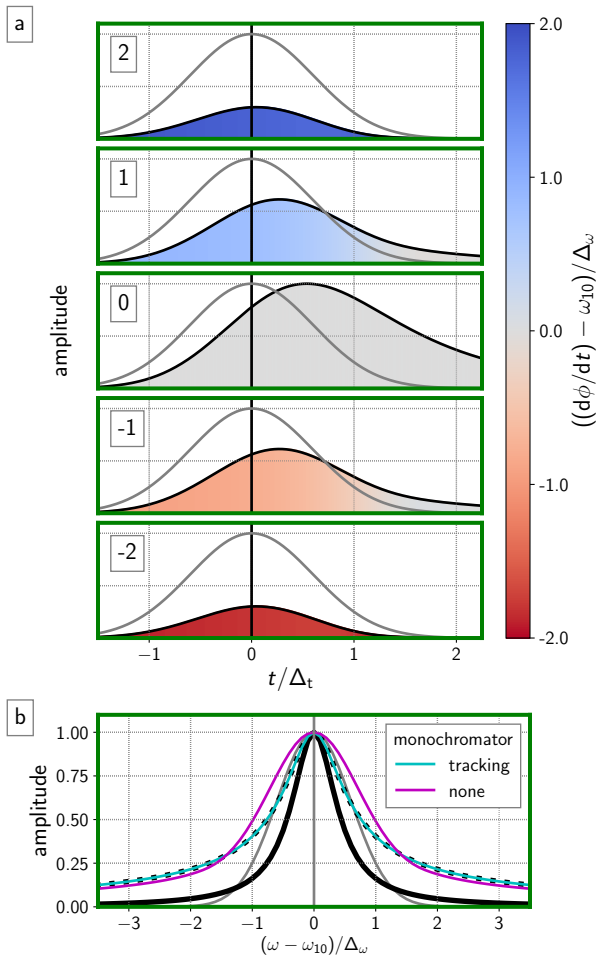 a
2
1
0
-1
-2
amplitude
−1
0
1
2
t/Δt
2.0
1.0
0.0
-1.0
-2.0
((dϕ/dt) − ω10)/Δω
b
amplitude
1.00
0.75
0.50
0.25
0.00
monochromator
tracking
none
−3
−2
−1
0
1
2
3
(ω − ω10)/Δω